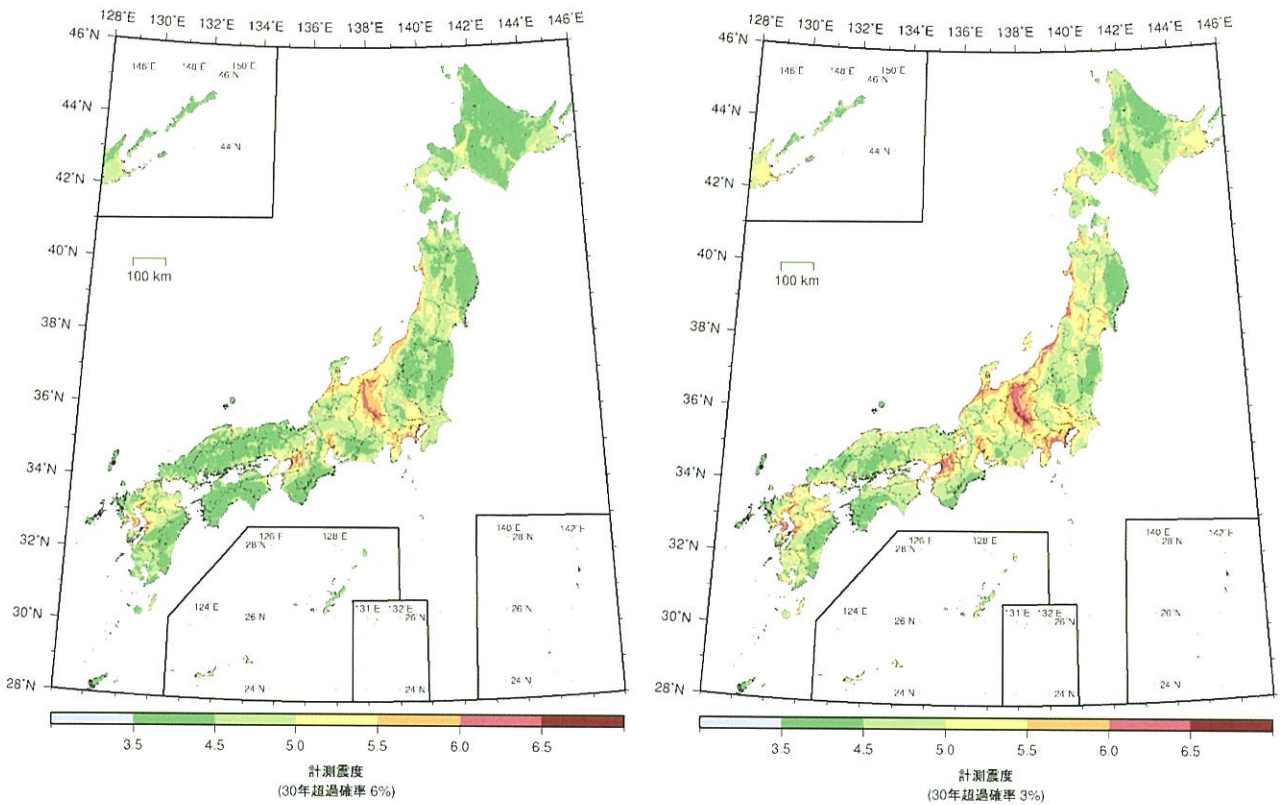 128°E 130°E 132°E 134°E 136°E 138°E 140°E 142°E 144°E 146°E
46°N
146°E 148°E 150°E
46°N
44°N
44°N
42°N
40°N
100 km
38°N
36°N
34°N
32°N
126°E 128°E
28°N
140°E 142°E
28°N
30°N
124°E
26°N
131 E 132°E
26°N
26°N
28°N
24°N
24°N
24°N
3.5 4.5 5.0 5.5 6.0 6.5
計測震度
(30年超過確率 6%)
128°E 130°E 132°E 134°E 136°E 138°E 140°E 142°E 144°E 146°E
46°N
146°E 148°E 150°E
46°N
44°N
44°N
42°N
40°N
100 km
38°N
36°N
34°N
32°N
126°E 128°E
28°N
140°E 142°E
28°N
30°N
124°E
26°N
131 E 132°E
26°N
26°N
28°N
24°N
24°N
24°N
3.5 4.5 5.0 5.5 6.0 6.5
計測震度
(30年超過確率 3%)